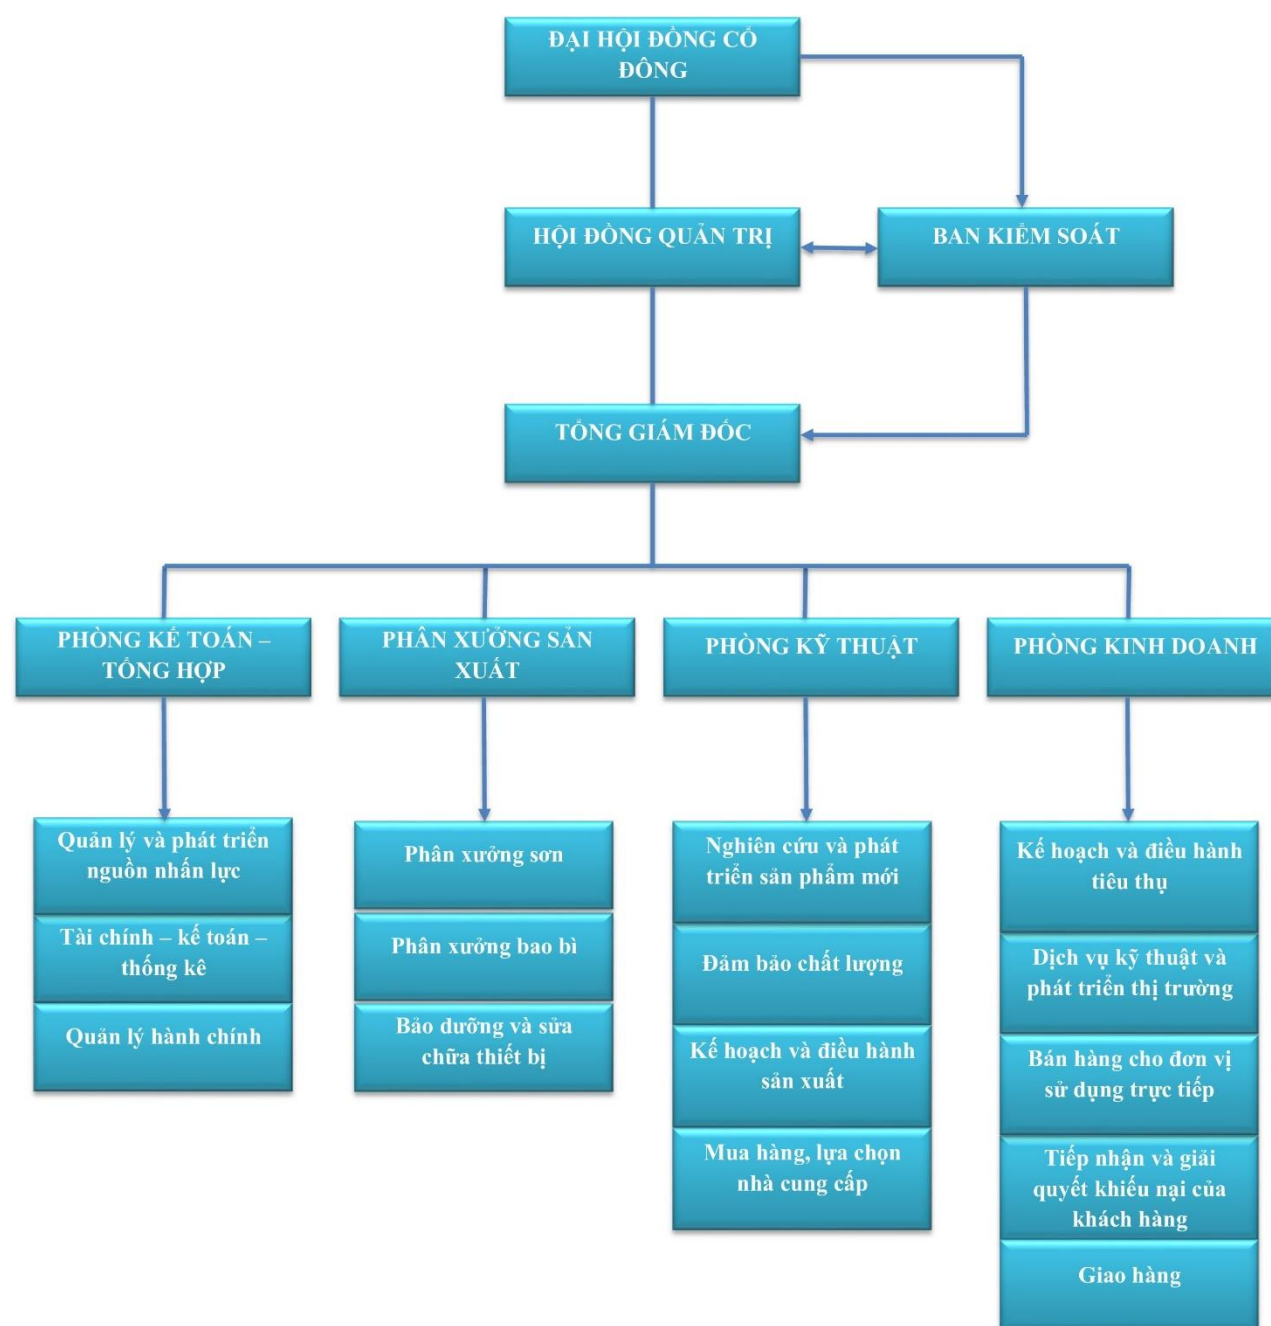 ĐẠI HỘI ĐỒNG CỔ
ĐÔNG
HỘI ĐỒNG QUẢN TRỊ
BAN KIỂM SOÁT
TỔNG GIÁM ĐỐC
PHÒNG KẾ TOÁN –
TỔNG HỢP
PHÂN XƯỞNG SẢN
XUẤT
PHÒNG KỸ THUẬT
PHÒNG KINH DOANH
Quản lý và phát triển
nguồn nhấn lực
Tài chính – kế toán –
thống kê
Quản lý hành chính
Phân xưởng sơn
Phân xưởng bao bì
Bảo dưỡng và sửa
chữa thiết bị
Nghiên cứu và phát
triển sản phẩm mới
Đảm bảo chất lượng
Kế hoạch và điều hành
sản xuất
Mua hàng, lựa chọn
nhà cung cấp
Kế hoạch và điều hành
tiêu thụ
Dịch vụ kỹ thuật và
phát triển thị trường
Bán hàng cho đơn vị
sử dụng trực tiếp
Tiếp nhận và giải
quyết khiếu nại của
khách hàng
Giao hàng